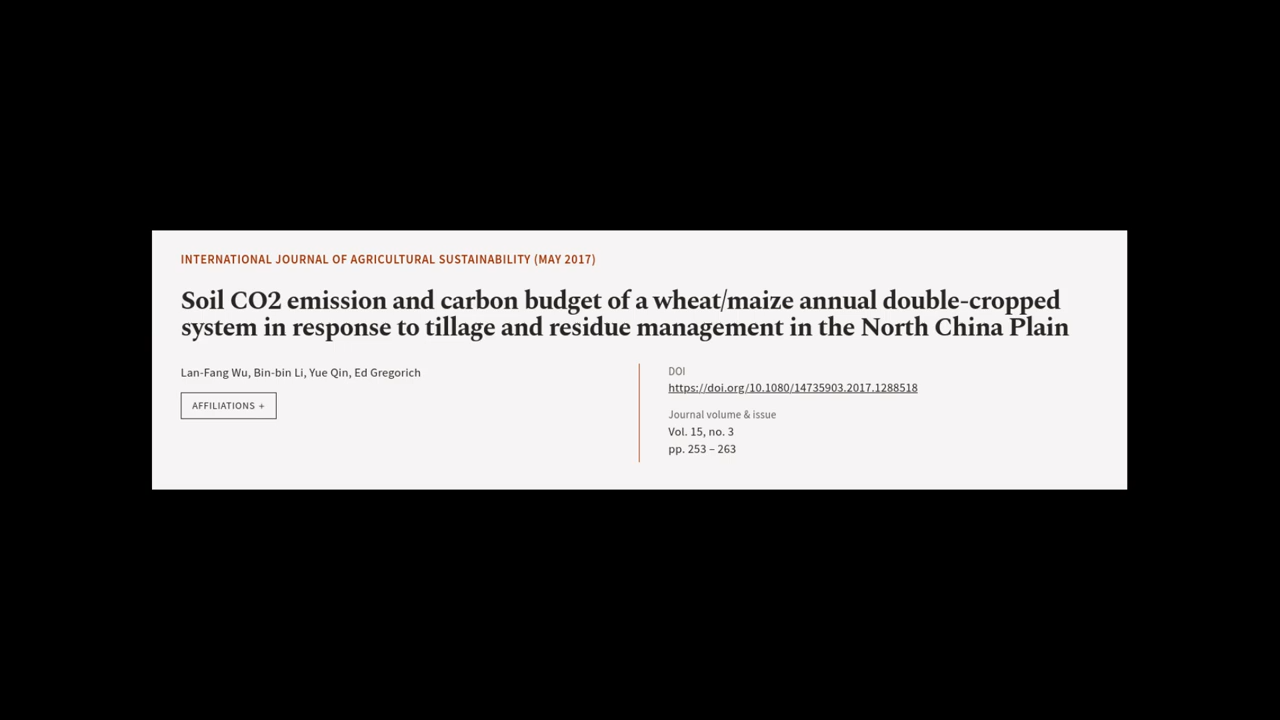 INTERNATIONAL JOURNAL OF AGRICULTURAL SUSTAINABILITY (MAY 2017)
Soil CO2 emission and carbon budget of a wheat/maize annual double-cropped
system in response to tillage and residue management in the North China Plain
Lan-Fang Wu, Bin-bin Li, Yue Qin, Ed Gregorich
AFFILIATIONS +
DOI
https://doi.org/10.1080/14735903.2017.1288518
Journal volume & issue
Vol. 15, no. 3
pp. 253 – 263